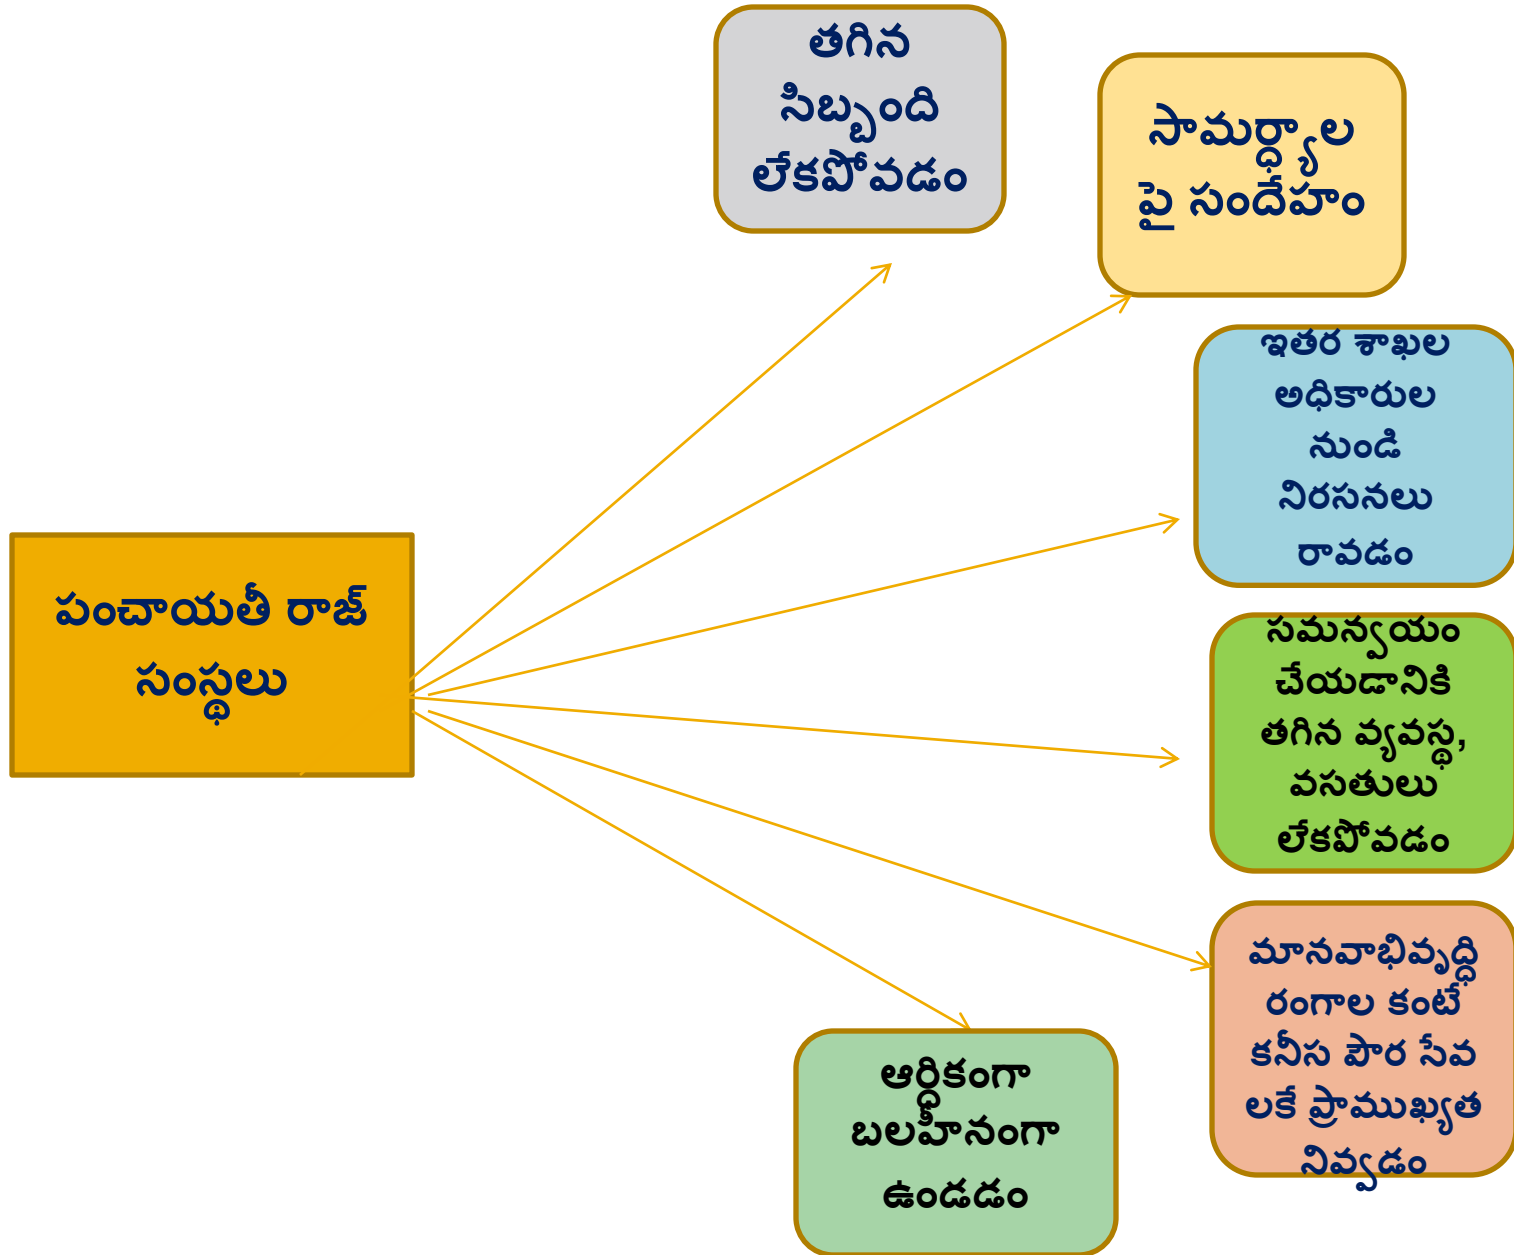 తగిన
సిబ్బంది
లేకపోవడం
సామర్ధ్యాల
పై సందేహం
ఇతర శాఖల
అధికారుల
నుండి
నిరసనలు
రావడం
పంచాయతీ రాజ్
సంస్థలు
సమన్వయం
చేయడానికి
తగిన వ్యవస్థ,
వసతులు
లేకపోవడం
మానవాభివృద్ధి
రంగాల కంటే
కనీస పౌర సేవ
లకే ప్రాముఖ్యత
నివ్వడం
ఆర్ధికంగా
బలహీనంగా
ఉండడం